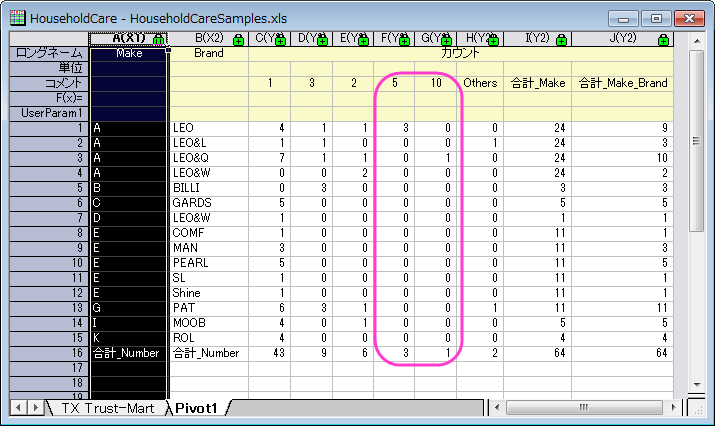 HouseholdCare - HouseholdCareSamples.xls
A(X1) B(X2) C(Y D(Y E(Y F(Y G(Y H(Y2 I(Y2) J(Y2)
ロングネーム Make Brand カウント
単位
コメント 1 3 2 5 10 Others 合計_Make 合計_Make_Brand
F(x)=
UserParam1
1 A LEO 4 1 1 3 0 0 24 9
2 A LEO&L 1 1 0 0 0 1 24 3
3 A LEO&Q 7 1 1 0 1 0 24 10
4 A LEO&W 0 0 2 0 0 0 24 2
5 B BILLI 0 3 0 0 0 0 3 3
6 C GARDS 5 0 0 0 0 0 5 5
7 D LEO&W 1 0 0 0 0 0 1 1
8 E COMF 1 0 0 0 0 0 11 1
9 E MAN 3 0 0 0 0 0 11 3
10 E PEARL 5 0 0 0 0 0 11 5
11 E SL 1 0 0 0 0 0 11 1
12 E Shine 1 0 0 0 0 0 11 1
13 G PAT 6 3 1 0 0 1 11 11
14 I MOOB 4 0 1 0 0 0 5 5
15 K ROL 4 0 0 0 0 0 4 4
16 合計_Number 合計_Number 43 9 6 3 1 2 64 64
17
18
19
TX Trust-Mart Pivot1